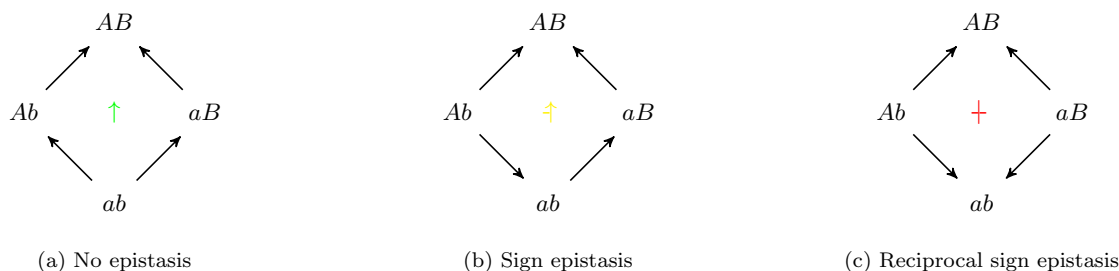 AB AB AB
Ab aB Ab aB Ab aB
ab ab ab
(a) No epistasis (b) Sign epistasis (c) Reciprocal sign epistasis